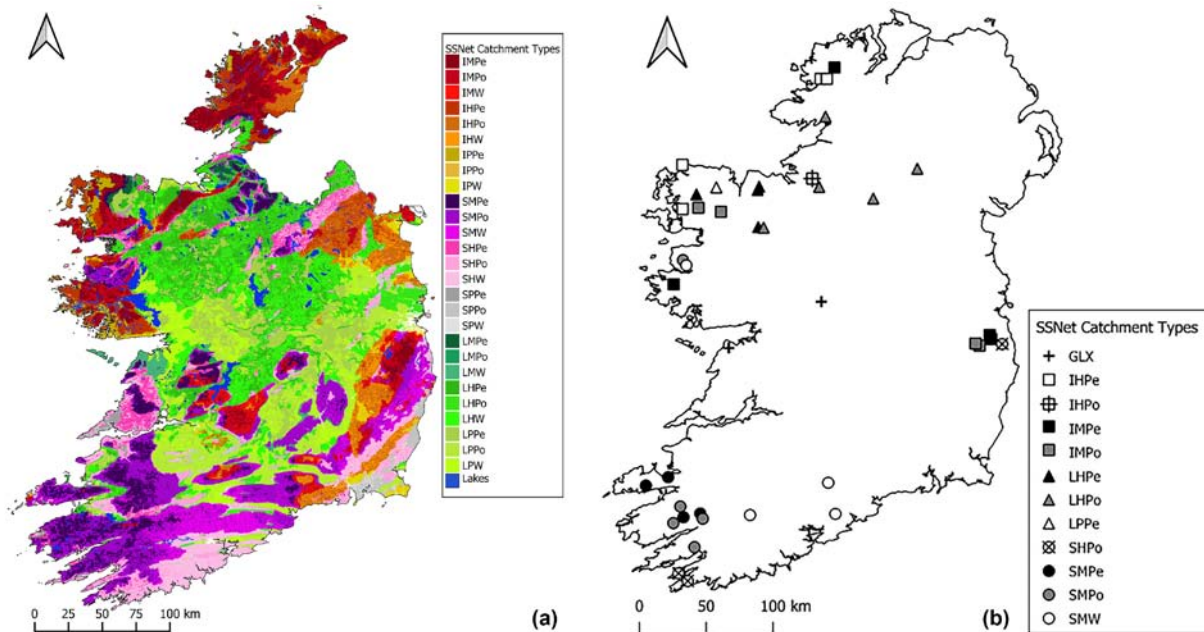 SSNet Catchment Types
IMPe
IMPo
IMW
IHPe
IHPo
IHW
IPPe
IPPo
IPW
SMPe
SMPo
SMW
SHPe
SHPo
SHW
SPPe
SPPo
SPW
LMPe
LMPo
LMW
LHPe
LHPo
LHW
LPPe
LPPo
LPW
Lakes
0 25 50 75 100 km
(a)
SSNet Catchment Types
GLX
IHPe
IHPo
IMPe
IMPo
LHPe
LHPo
LPPe
SHPo
SMPe
SMPo
SMW
0 50 100 km
(b)